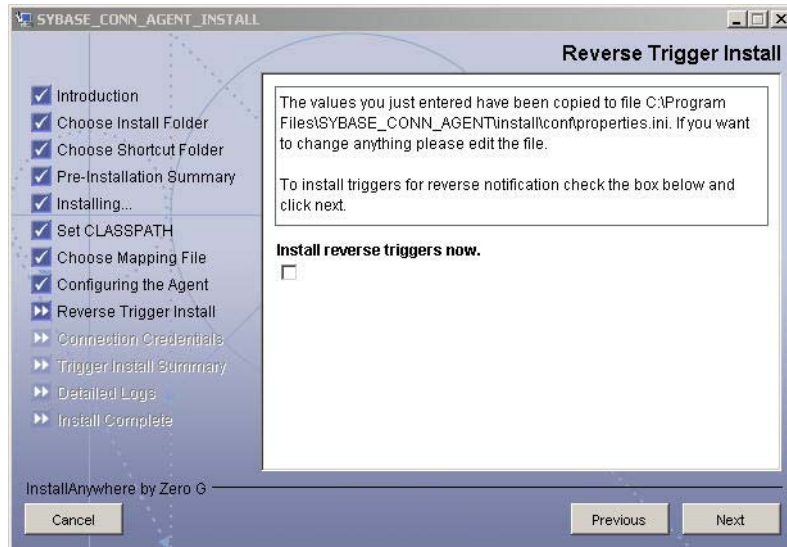 SYBASE_CONN_AGENT_INSTALL
Reverse Trigger Install
Introduction
Choose Install Folder
Choose Shortcut Folder
Pre-Installation Summary
Installing...
Set CLASSPATH
Choose Mapping File
Configuring the Agent
Reverse Trigger Install
Connection Credentials
Trigger Install Summary
Detailed Logs
Install Complete
The values you just entered have been copied to file C:\Program
Files\SYBASE_CONN_AGENT\install\conf\properties.ini. If you want
to change anything please edit the file.
To install triggers for reverse notification check the box below and
click next.
Install reverse triggers now.
InstallAnywhere by Zero G
Cancel
Previous
Next